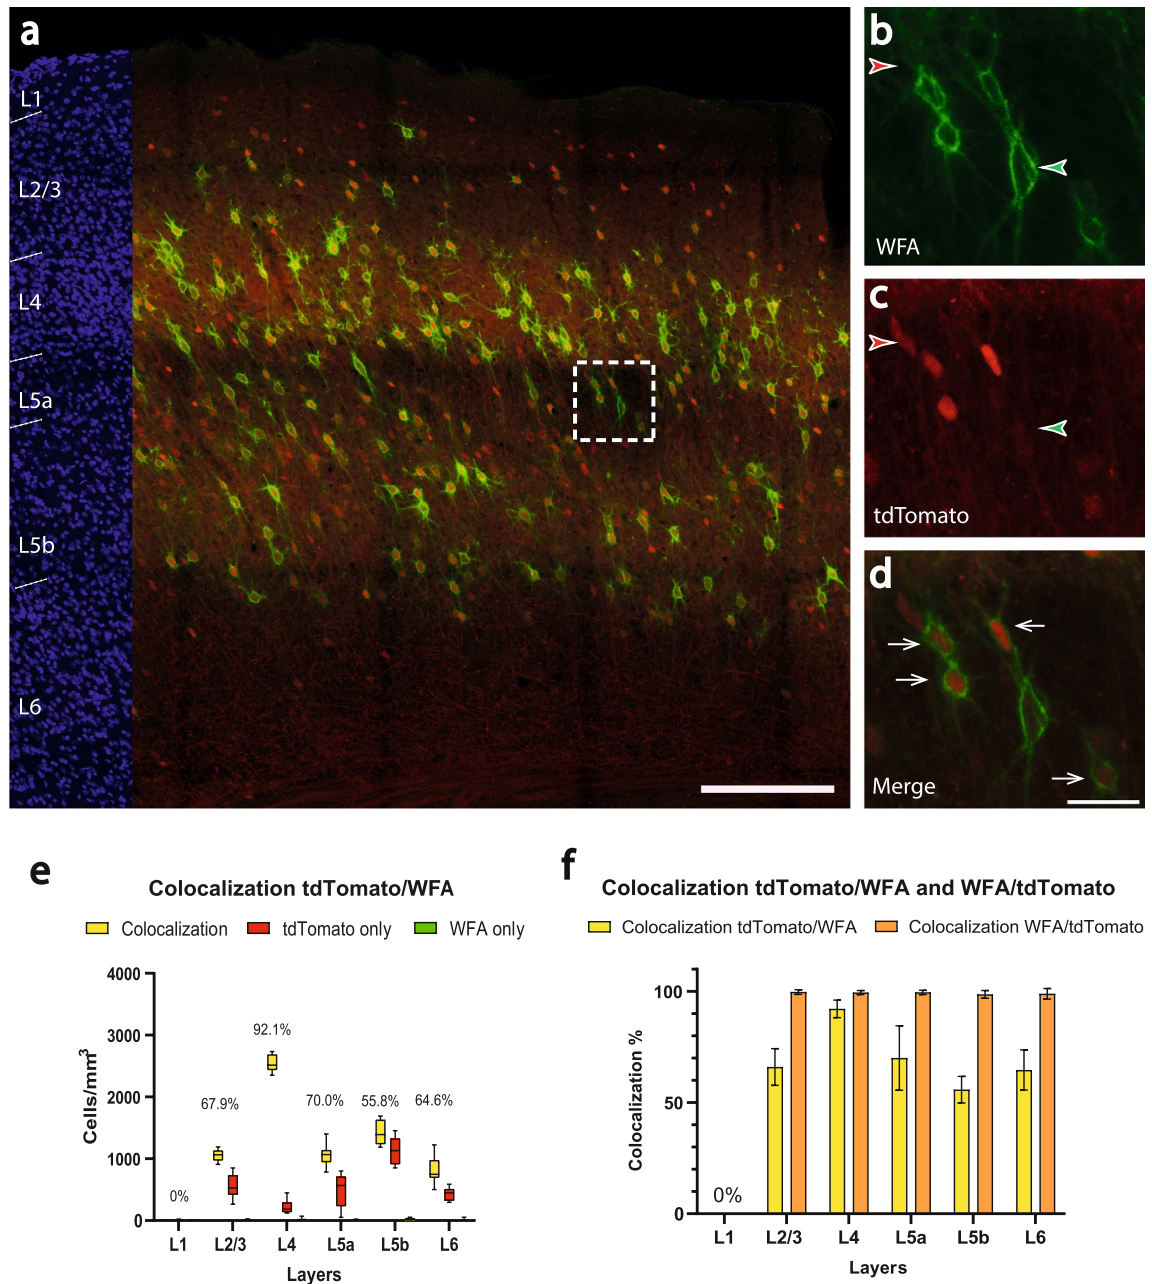 a
L1
L2/3
L4
L5a
L5b
L6
b
WFA
c
tdTomato
d
Merge
e
Colocalization tdTomato/WFA
Colocalization tdTomato only WFA only
Cells/mm³
4000
3000
2000
1000
0
0%
67.9%
92.1%
70.0%
55.8%
64.6%
L1 L2/3 L4 L5a L5b L6
Layers
f
Colocalization tdTomato/WFA and WFA/tdTomato
Colocalization tdTomato/WFA Colocalization WFA/tdTomato
Colocalization %
100
50
0
0%
L1 L2/3 L4 L5a L5b L6
Layers